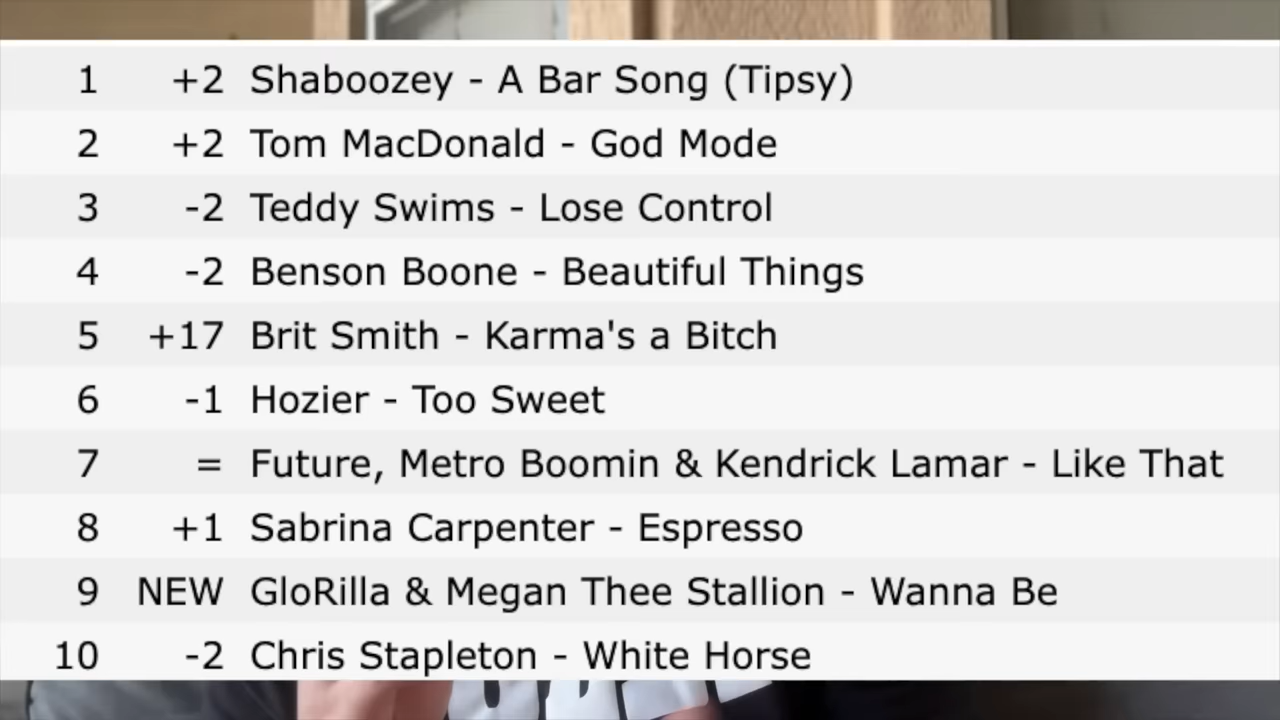 1 +2 Shaboozey - A Bar Song (Tipsy)
2 +2 Tom MacDonald - God Mode
3 -2 Teddy Swims - Lose Control
4 -2 Benson Boone - Beautiful Things
5 +17 Brit Smith - Karma's a Bitch
6 -1 Hozier - Too Sweet
7 = Future, Metro Boomin & Kendrick Lamar - Like That
8 +1 Sabrina Carpenter - Espresso
9 NEW GloRilla & Megan Thee Stallion - Wanna Be
10 -2 Chris Stapleton - White Horse